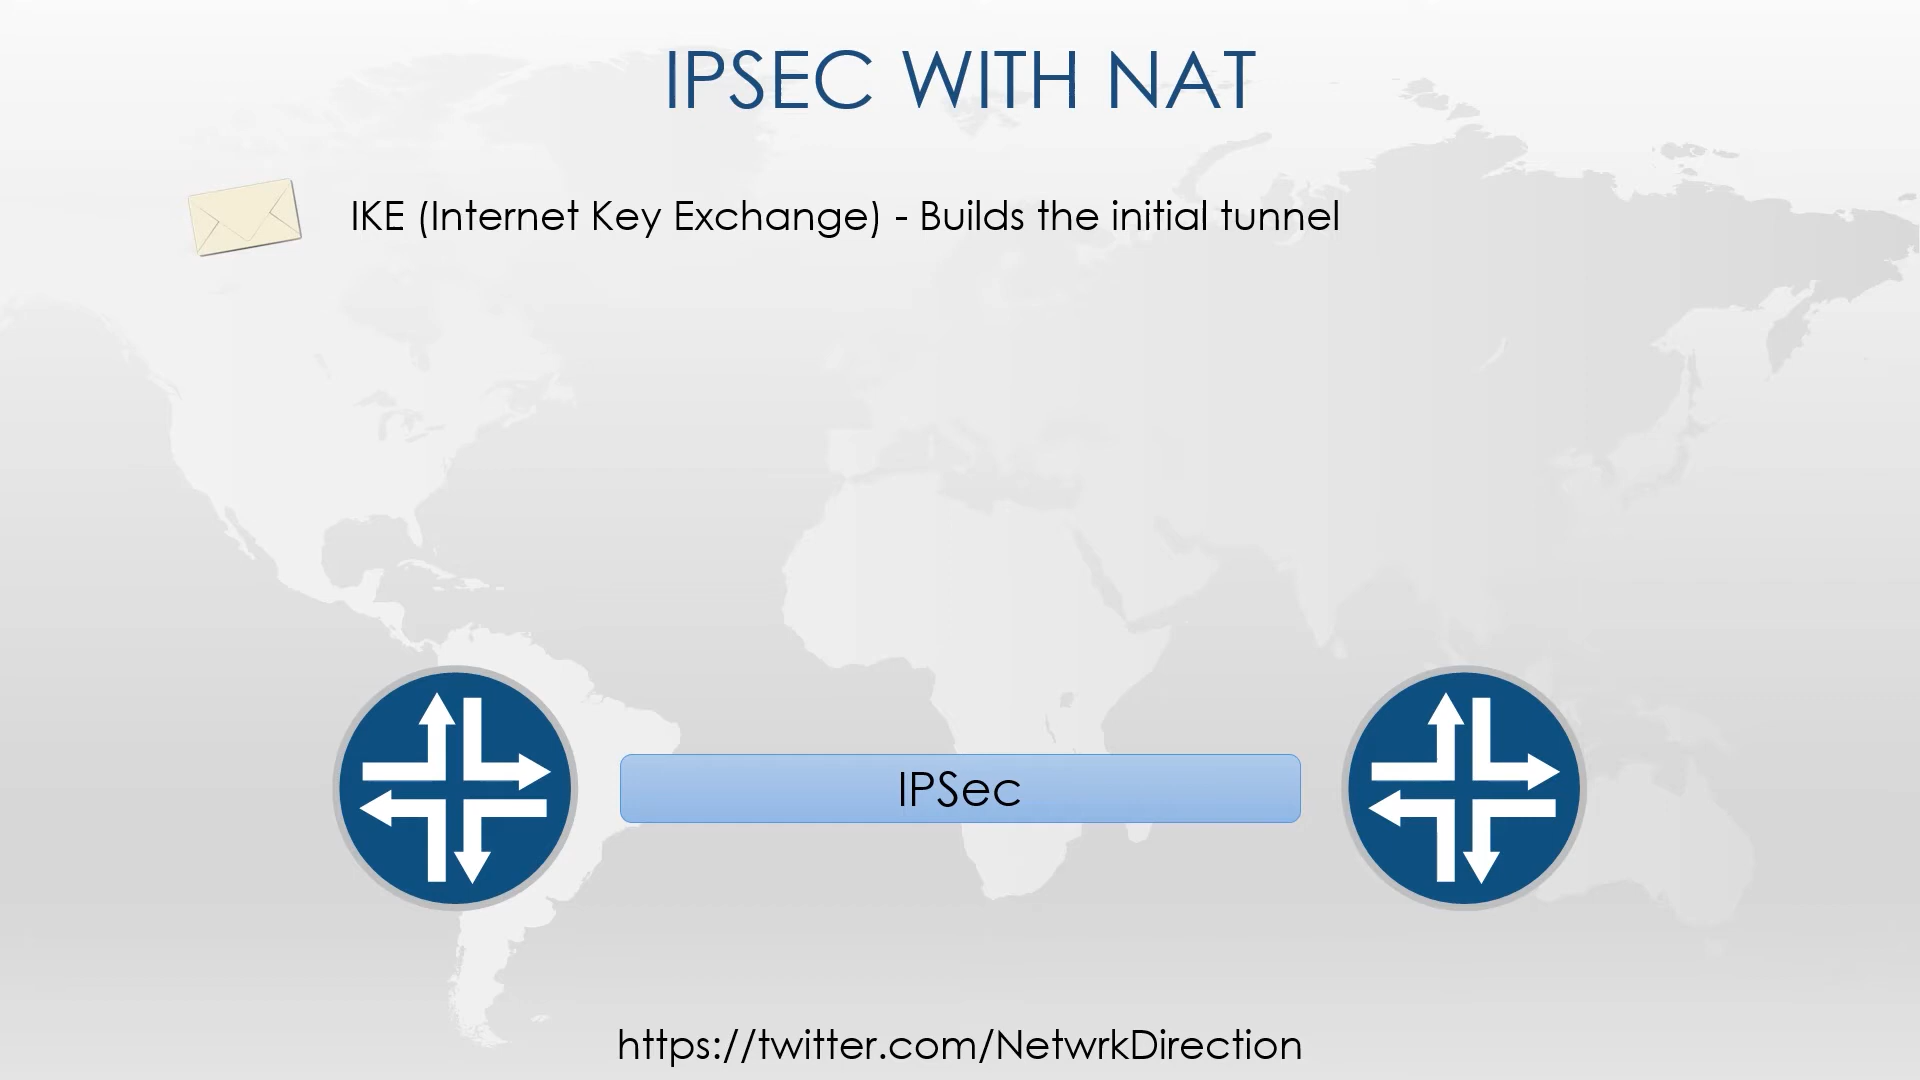 IPSEC WITH NAT
IKE (Internet Key Exchange) - Builds the initial tunnel
IPSec
https://twitter.com/NetwrkDirection